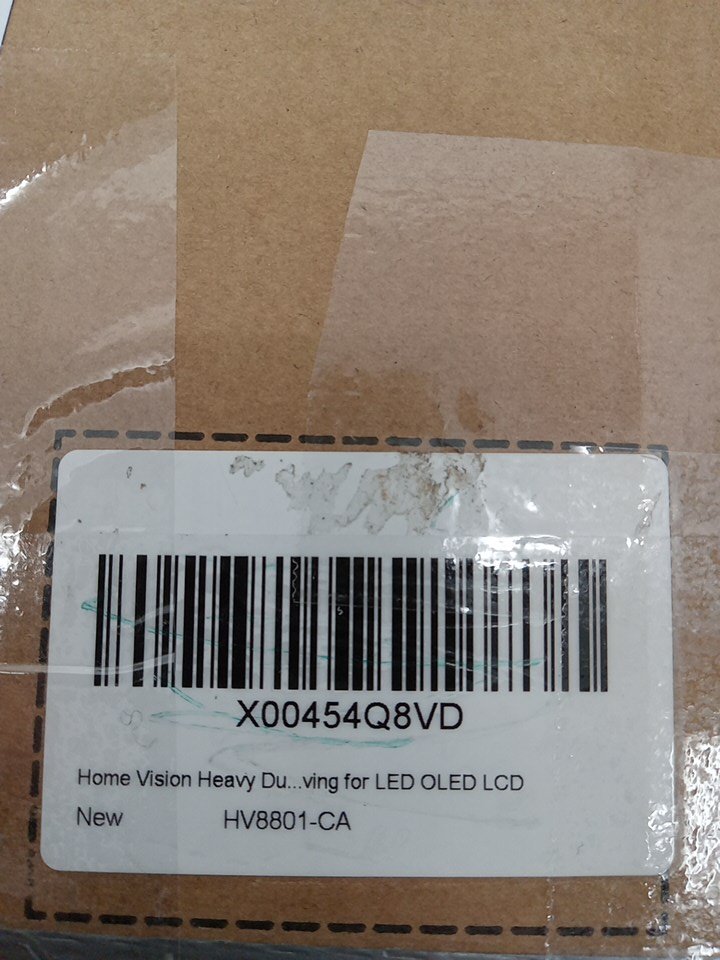 X00454Q8VD
Home Vision Heavy Du...ving for LED OLED LCD
New HV8801-CA